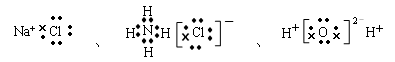 H
Na⁺ ×Cl 、 H N H [×Cl]⁻ 、 H⁺ [×O×]²⁻ H⁺
H